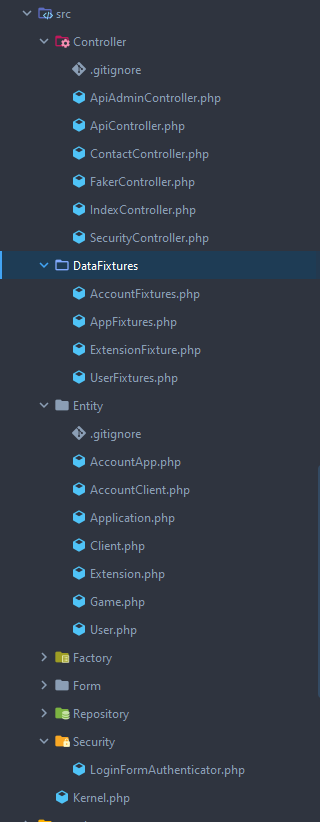 src
Controller
.gitignore
ApiAdminController.php
ApiController.php
ContactController.php
FakerController.php
IndexController.php
SecurityController.php
DataFixtures
AccountFixtures.php
AppFixtures.php
ExtensionFixture.php
UserFixtures.php
Entity
.gitignore
AccountApp.php
AccountClient.php
Application.php
Client.php
Extension.php
Game.php
User.php
Factory
Form
Repository
Security
LoginFormAuthenticator.php
Kernel.php